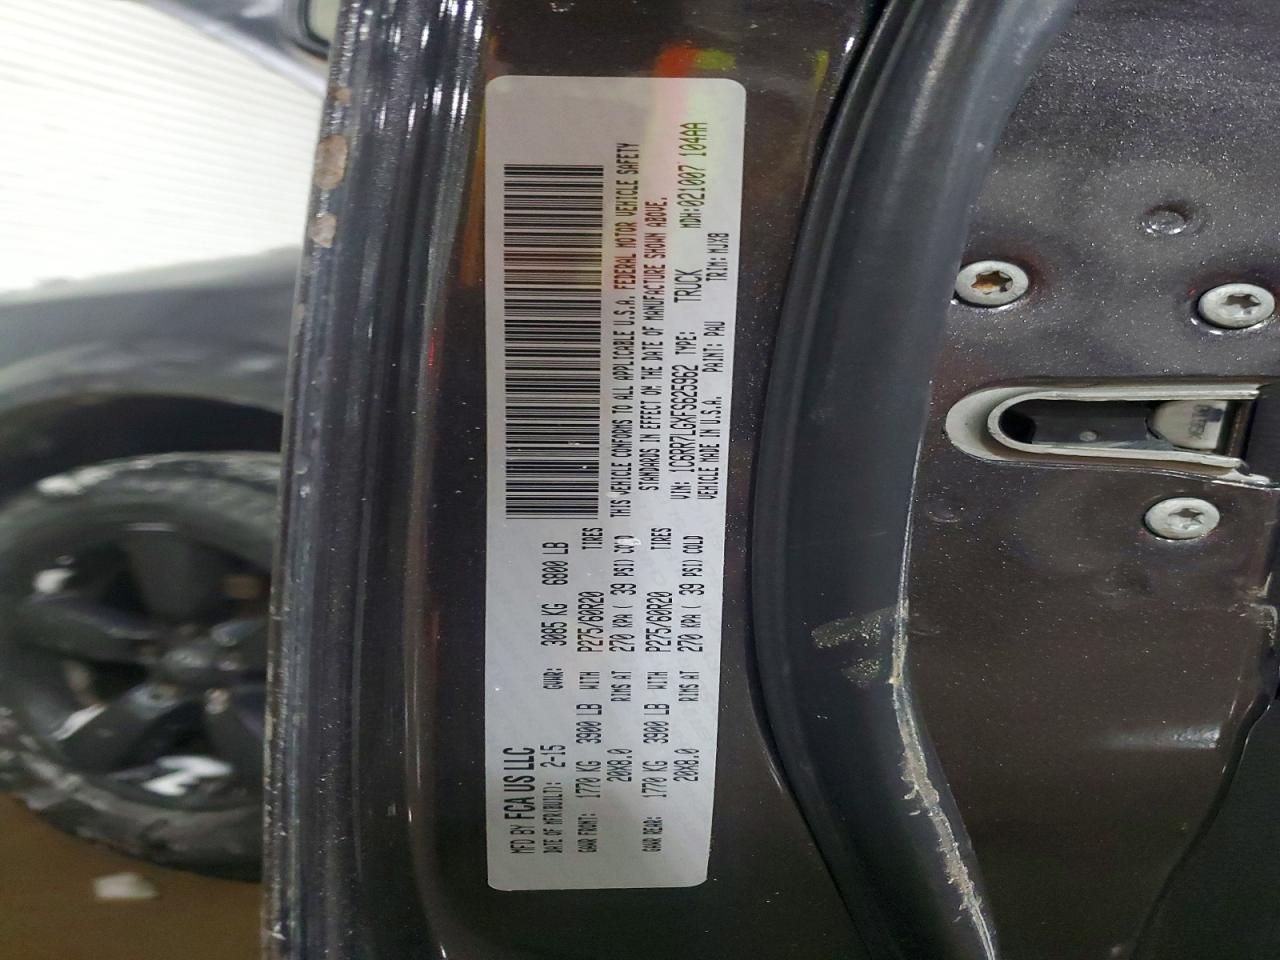 MFD BY FCA US LLC
DATE OF MFR(BUILT): 2-15 GVWR: 3085 KG 6800 LB
GAWR FRONT: 1770 KG 3900 LB WITH P275/60R20 TIRES
20X8.0 RIMS AT 270 KPA ( 39 PSI) COLD
GAWR REAR: 1770 KG 3900 LB WITH P275/60R20 TIRES
20X8.0 RIMS AT 270 KPA ( 39 PSI) COLD
THIS VEHICLE CONFORMS TO ALL APPLICABLE U.S.A. FEDERAL MOTOR VEHICLE SAFETY
STANDARDS IN EFFECT ON THE DATE OF MANUFACTURE SHOWN ABOVE.
VIN: 1C6RR7LGXFS625962 TYPE: TRUCK MDH:021007 104AA
VEHICLE MADE IN U.S.A. PAINT: PAU TRIM: MJX8